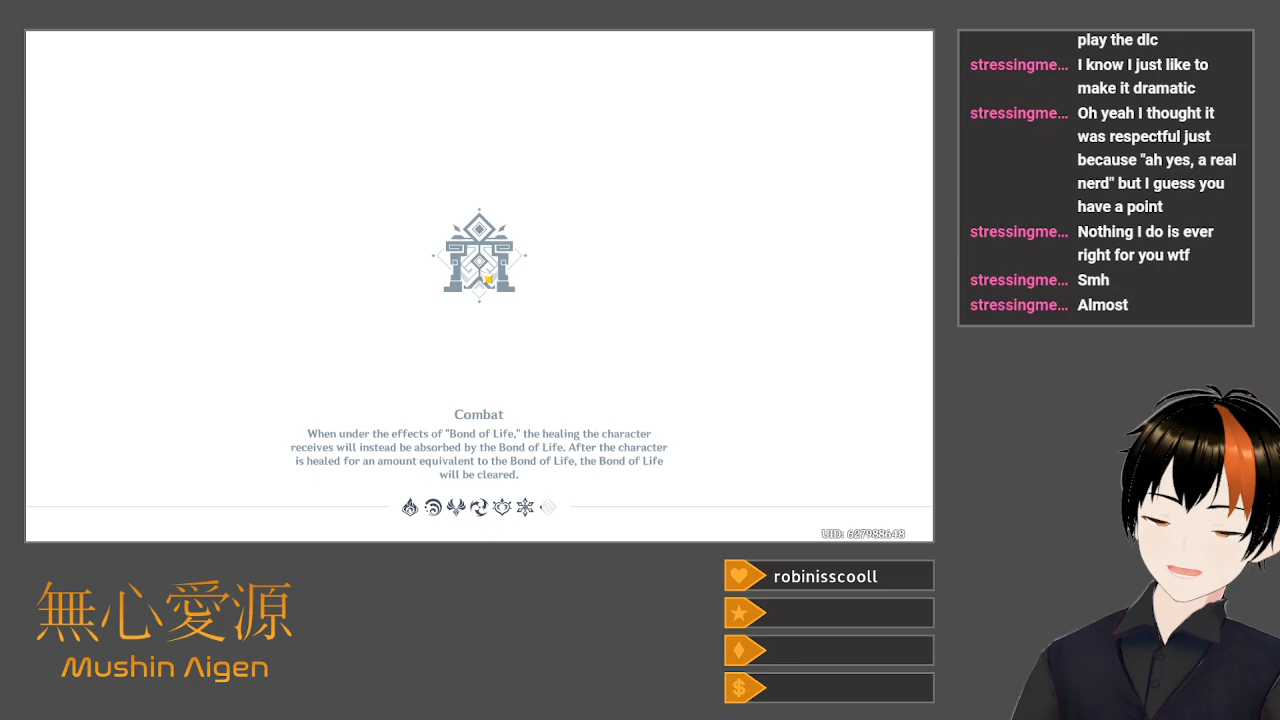 Combat
When under the effects of "Bond of Life," the healing the character
receives will instead be absorbed by the Bond of Life. After the character
is healed for an amount equivalent to the Bond of Life, the Bond of Life
will be cleared.
UID: 627988648
play the dlc
stressingme... I know I just like to
make it dramatic
stressingme... Oh yeah I thought it
was respectful just
because "ah yes, a real
nerd" but I guess you
have a point
stressingme... Nothing I do is ever
right for you wtf
stressingme... Smh
stressingme... Almost
無心愛源
Mushin Aigen
robinisscooll
$